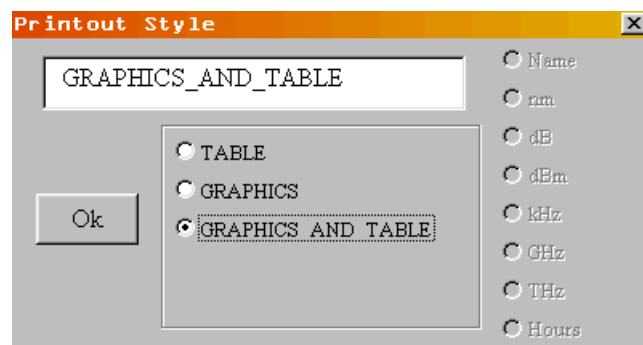 Printout Style
GRAPHICS_AND_TABLE
TABLE
GRAPHICS
GRAPHICS AND TABLE
Ok
Name
nm
dB
dBm
kHz
GHz
THz
Hours